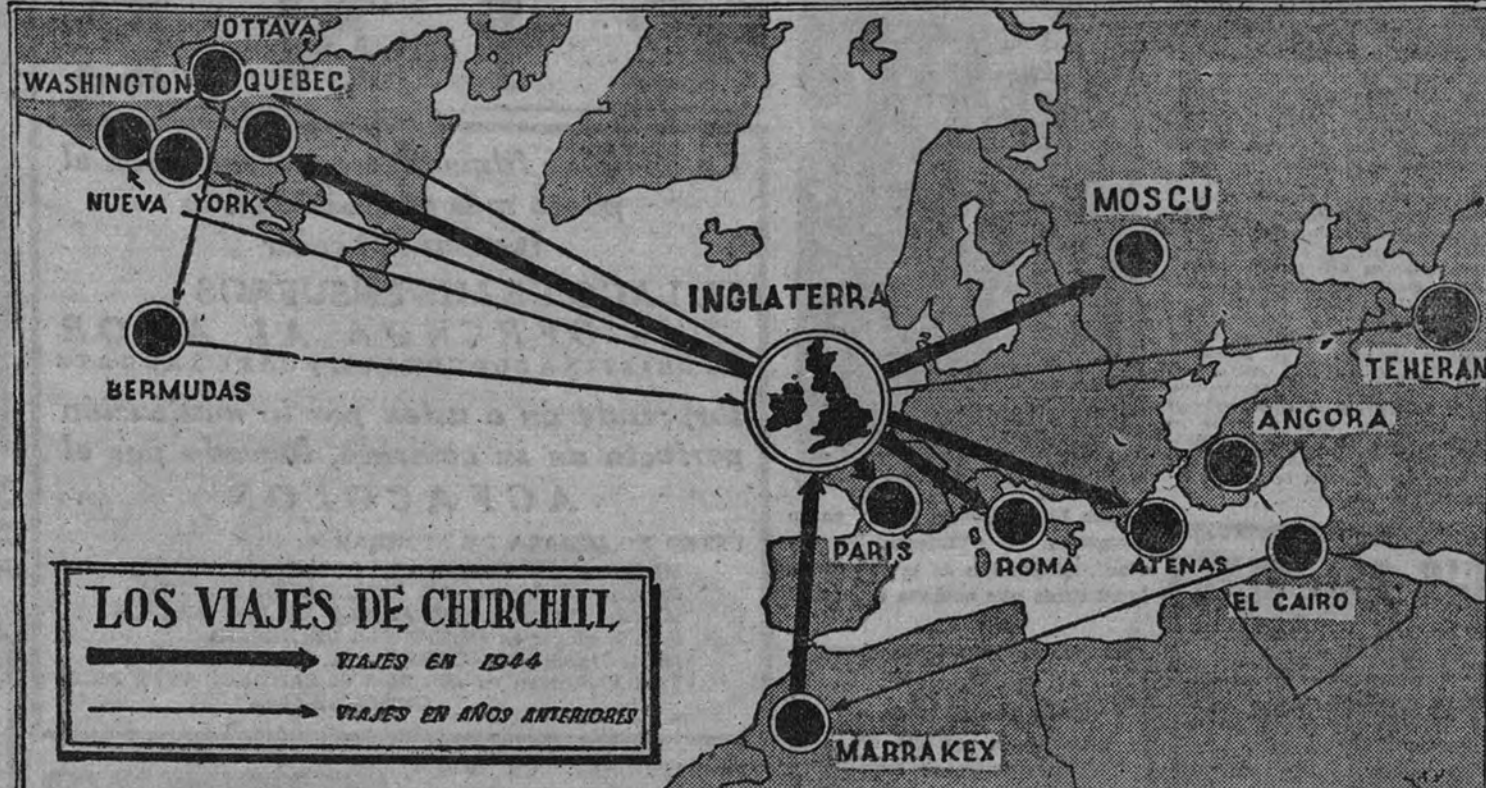 OTTAVA
WASHINGTON
QUEBEC
NUEVA YORK
BERMUDAS
INGLATERRA
MOSCU
TEHERAN
ANGORA
PARIS
ROMA
ATENAS
EL CAIRO
MARRAKEX
LOS VIAJES DE CHURCHILL
VIAJES EN 1944
VIAJES EN AÑOS ANTERIORES